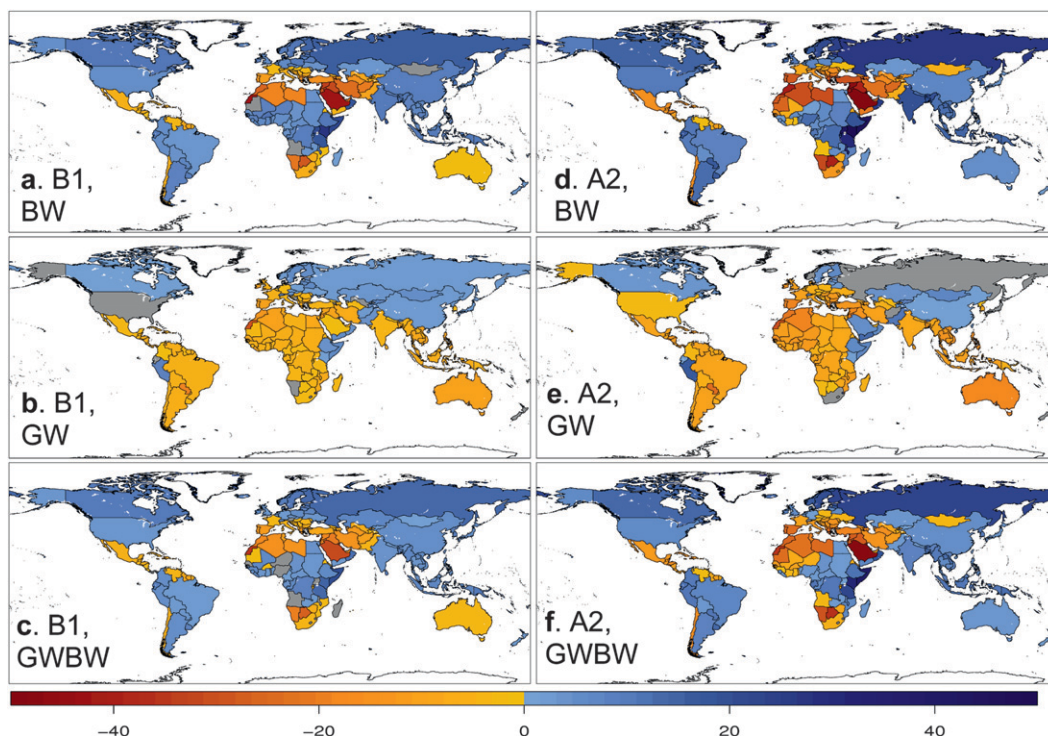 a. B1,
BW
d. A2,
BW
b. B1,
GW
e. A2,
GW
c. B1,
GWBW
f. A2,
GWBW
−40 −20 0 20 40